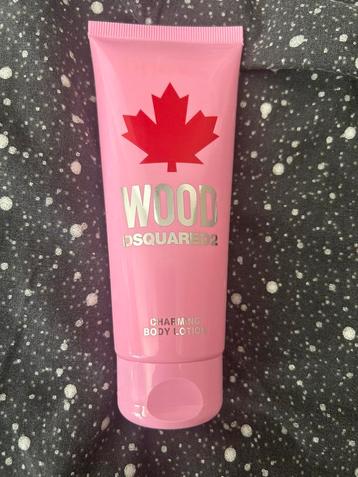 WOOD
DSQUARED2
CHARMING
BODY LOTION